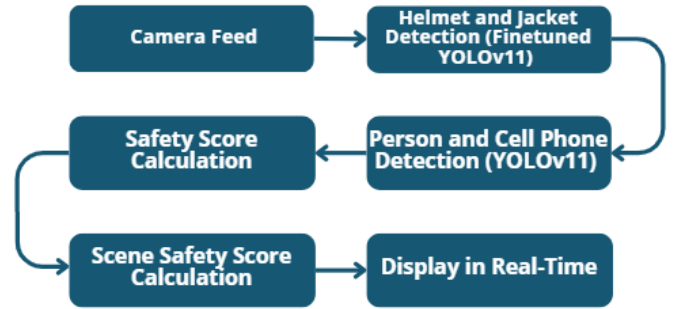 Camera Feed
Helmet and Jacket
Detection (Finetuned
YOLOv11)
Person and Cell Phone
Detection (YOLOv11)
Safety Score
Calculation
Scene Safety Score
Calculation
Display in Real-Time